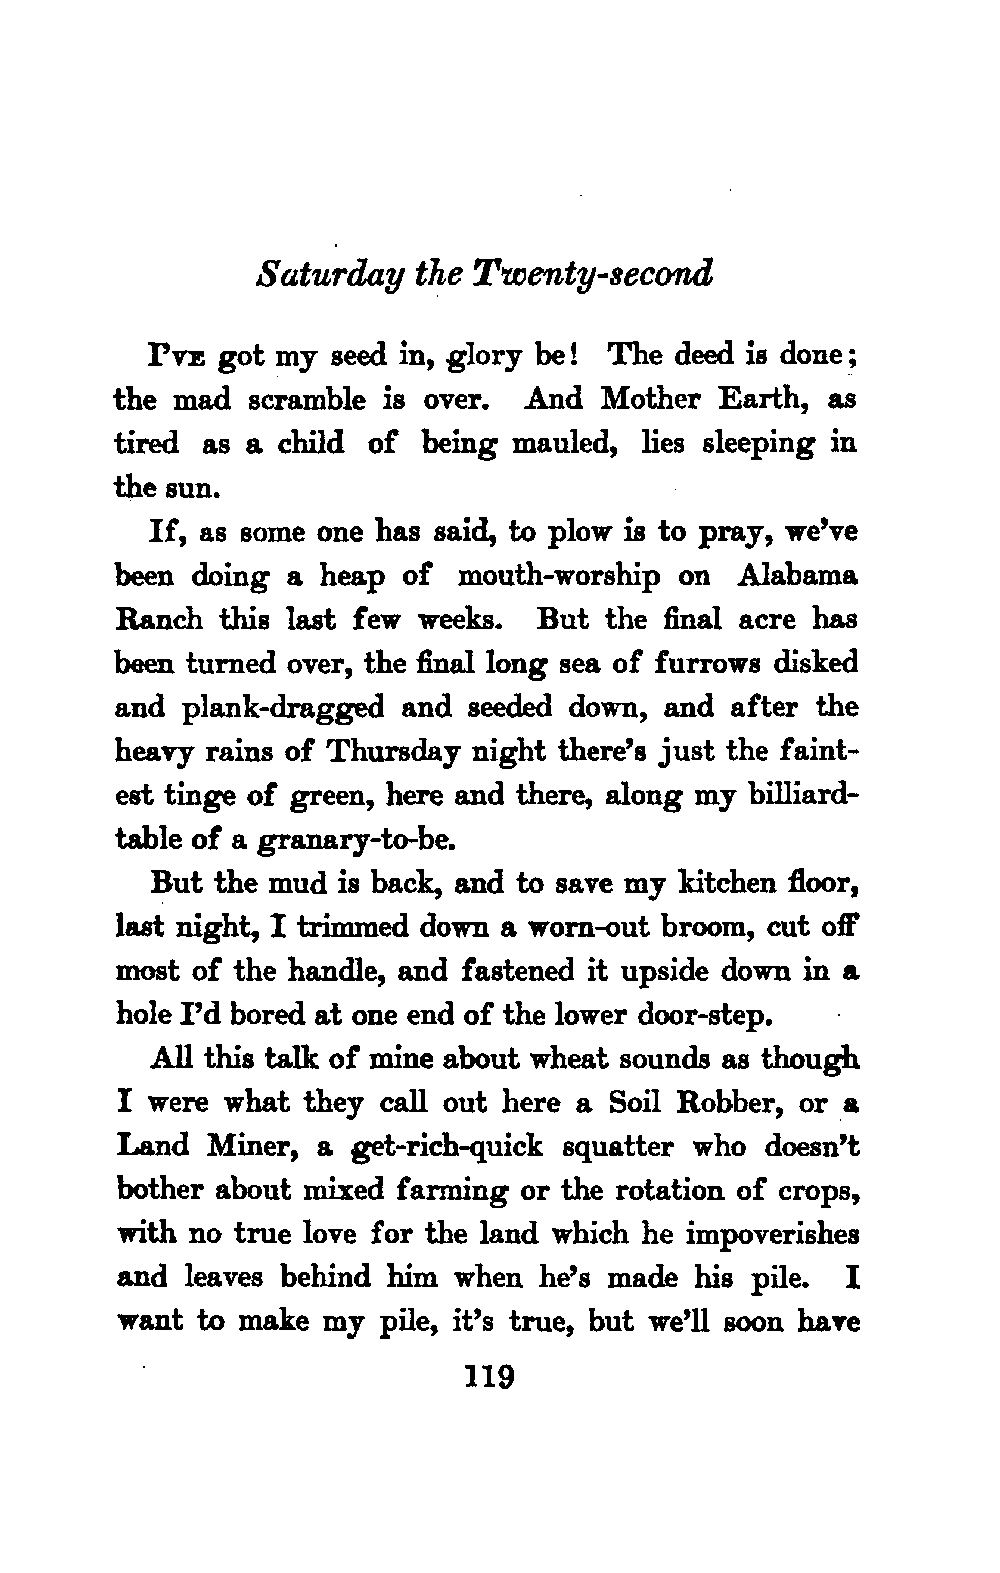 Saturday the Twenty-second
I'VE got my seed in, glory be! The deed is done;
the mad scramble is over. And Mother Earth, as
tired as a child of being mauled, lies sleeping in
the sun.
If, as some one has said, to plow is to pray, we've
been doing a heap of mouth-worship on Alabama
Ranch this last few weeks. But the final acre has
been turned over, the final long sea of furrows disked
and plank-dragged and seeded down, and after the
heavy rains of Thursday night there's just the faint-
est tinge of green, here and there, along my billiard-
table of a granary-to-be.
But the mud is back, and to save my kitchen floor,
last night, I trimmed down a worn-out broom, cut off
most of the handle, and fastened it upside down in a
hole I'd bored at one end of the lower door-step.
All this talk of mine about wheat sounds as though
I were what they call out here a Soil Robber, or a
Land Miner, a get-rich-quick squatter who doesn't
bother about mixed farming or the rotation of crops,
with no true love for the land which he impoverishes
and leaves behind him when he's made his pile. I
want to make my pile, it's true, but we'll soon have
119